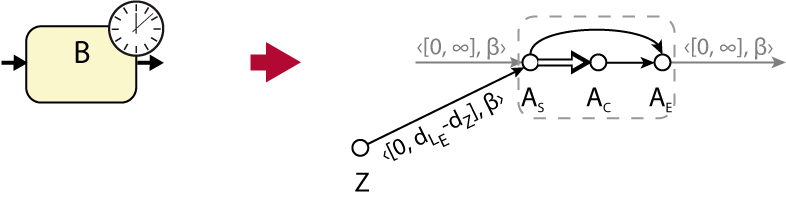 B
‹[0, ∞], β›
‹[0, ∞], β›
A_S
A_C
A_E
‹[0, d_{L_E}-d_Z], β›
Z